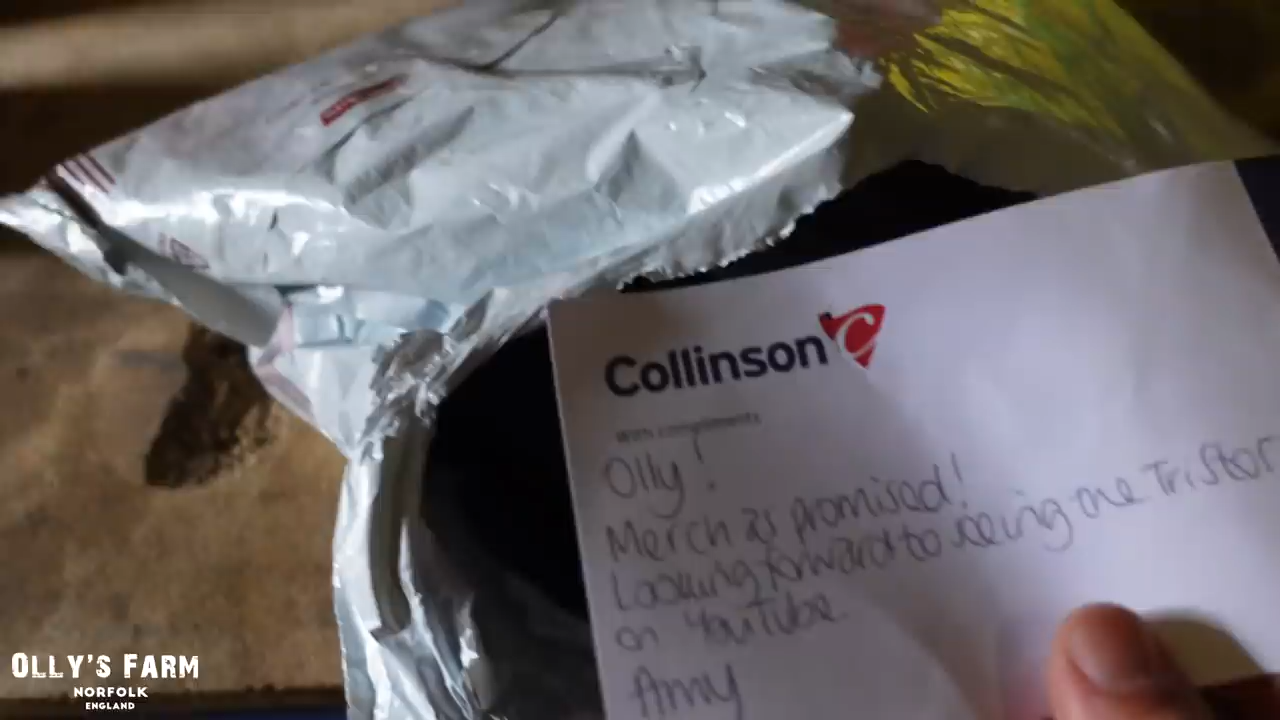 Collinson
With compliments
Olly!
Merch as promised!
Looking forward to seeing the Tristor
on YouTube
Amy
OLLY'S FARM
NORFOLK
ENGLAND